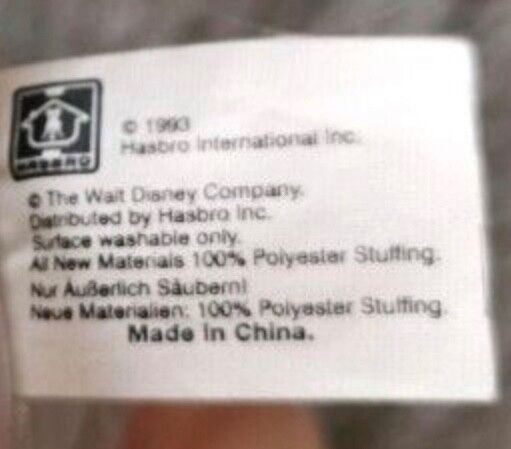 HASBRO
© 1993
Hasbro International Inc.
© The Walt Disney Company.
Distributed by Hasbro Inc.
Surface washable only.
All New Materials 100% Polyester Stuffing.
Nur Äußerlich Säubern!
Neue Materialien: 100% Polyester Stuffing.
Made in China.